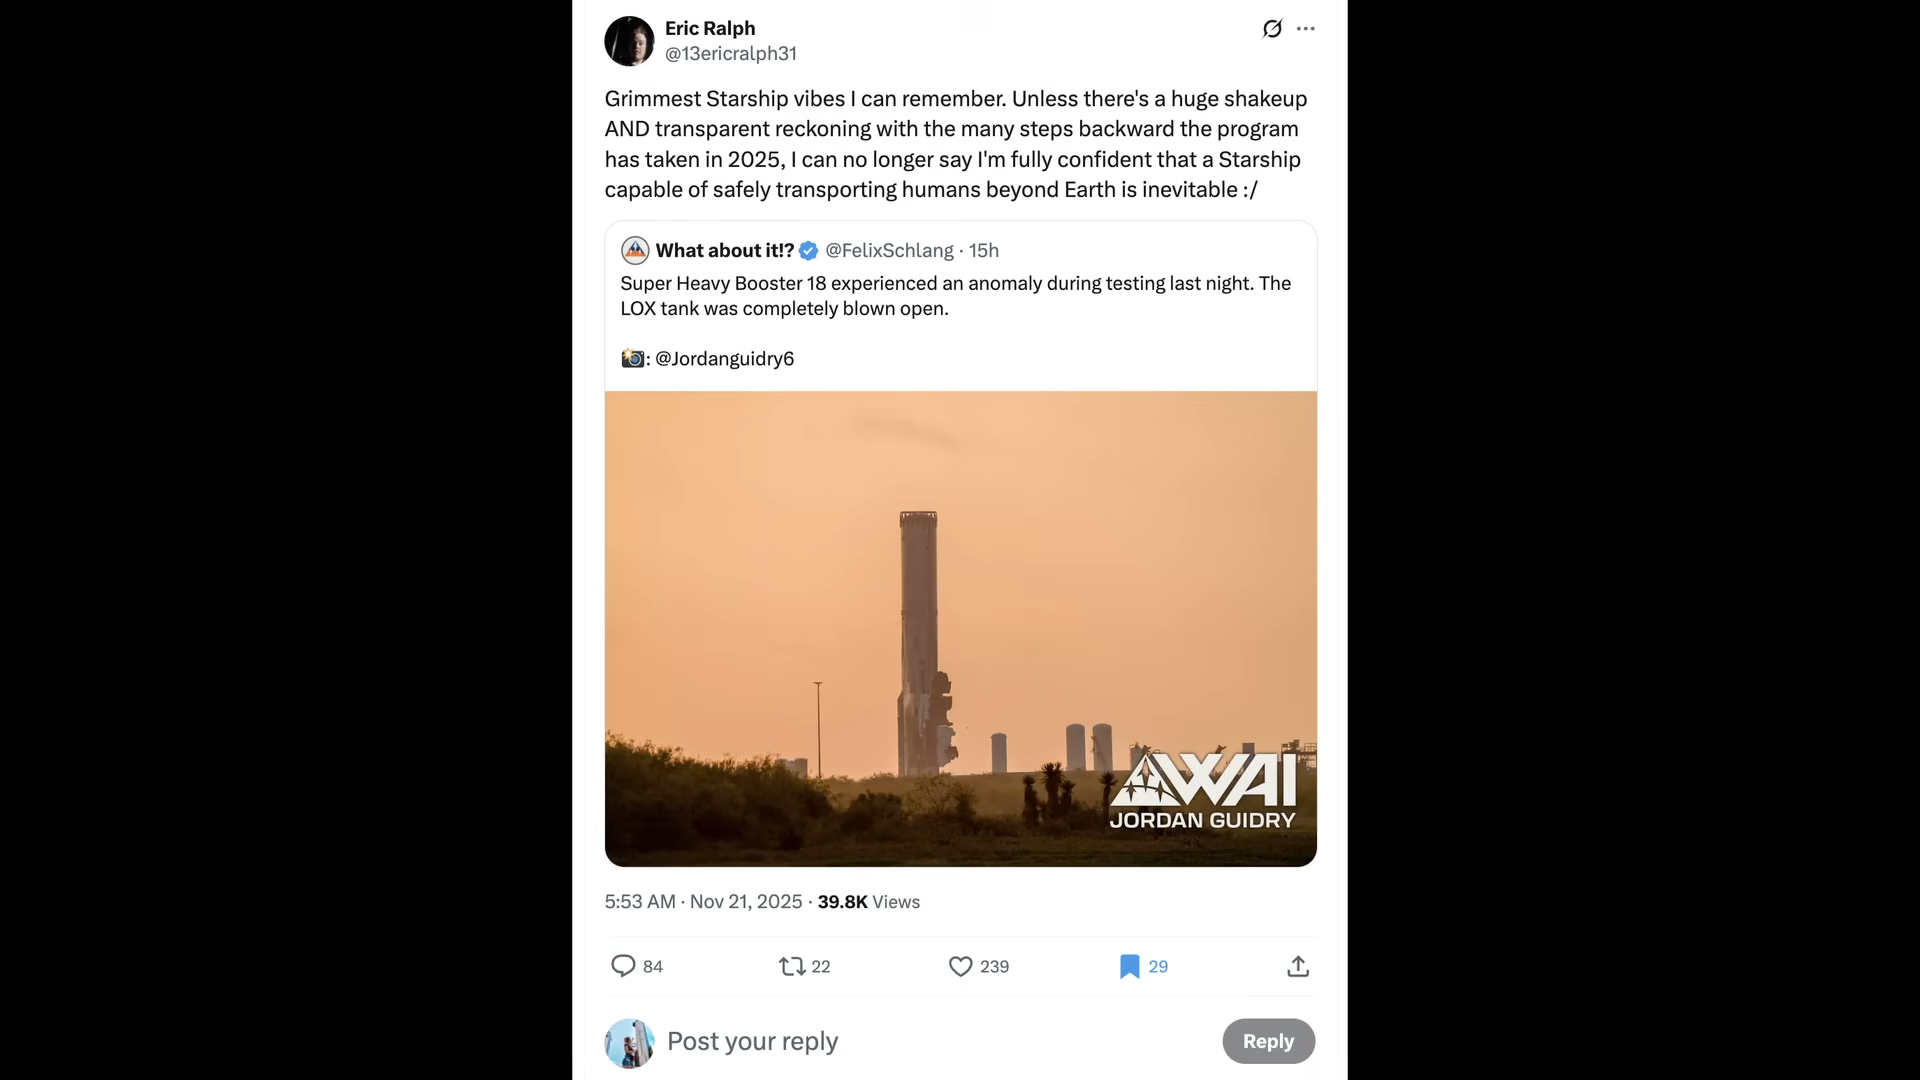 Eric Ralph
@13ericralph31
Grimmest Starship vibes I can remember. Unless there's a huge shakeup
AND transparent reckoning with the many steps backward the program
has taken in 2025, I can no longer say I'm fully confident that a Starship
capable of safely transporting humans beyond Earth is inevitable :/
What about it!? @FelixSchlang · 15h
Super Heavy Booster 18 experienced an anomaly during testing last night. The
LOX tank was completely blown open.
📸: @Jordanguidry6
WAI
JORDAN GUIDRY
5:53 AM · Nov 21, 2025 · 39.8K Views
84 22 239 29
Post your reply Reply